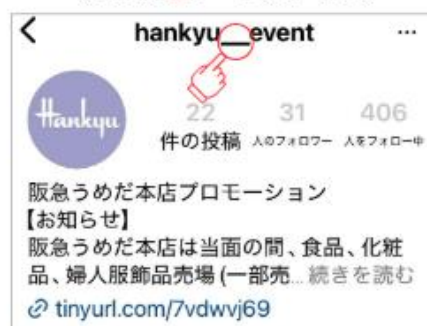 hankyu__event
...
Hankyu
22 31 406
件の投稿 人のフォロワー 人をフォロー中
阪急うめだ本店プロモーション
【お知らせ】
阪急うめだ本店は当面の間、食品、化粧
品、婦人服飾品売場(一部売... 続きを読む
tinyurl.com/7vdwvj69